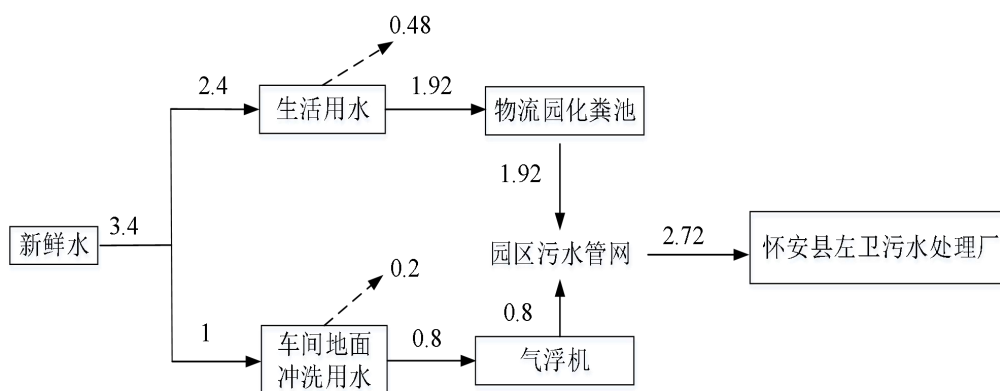 0.48
2.4
生活用水
1.92
物流园化粪池
1.92
新鲜水
3.4
园区污水管网
2.72
怀安县左卫污水处理厂
0.2
1
车间地面
冲洗用水
0.8
气浮机
0.8